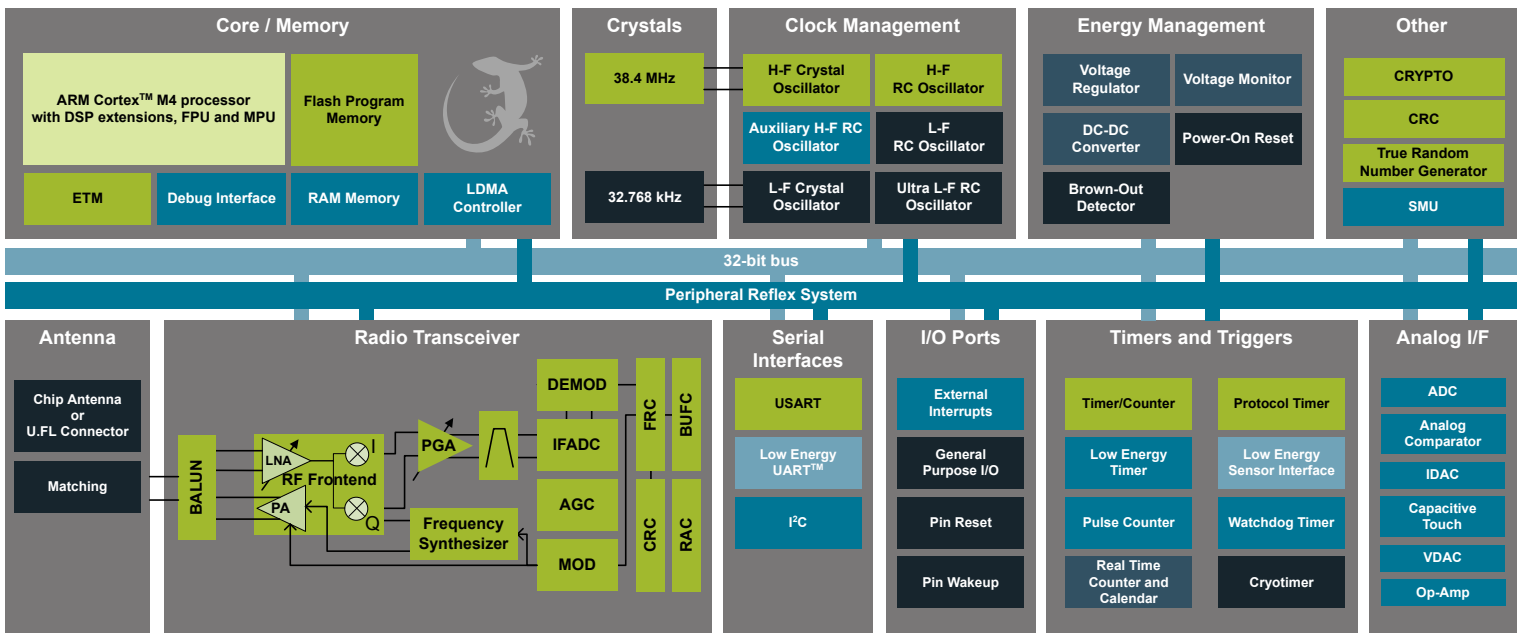 Core / Memory
ARM Cortex™ M4 processor
with DSP extensions, FPU and MPU
Flash Program
Memory
ETM
Debug Interface
RAM Memory
LDMA
Controller
Crystals
38.4 MHz
32.768 kHz
Clock Management
H-F Crystal
Oscillator
H-F
RC Oscillator
Auxiliary H-F RC
Oscillator
L-F
RC Oscillator
L-F Crystal
Oscillator
Ultra L-F RC
Oscillator
Energy Management
Voltage
Regulator
Voltage Monitor
DC-DC
Converter
Power-On Reset
Brown-Out
Detector
Other
CRYPTO
CRC
True Random
Number Generator
SMU
32-bit bus
Peripheral Reflex System
Antenna
Chip Antenna
or
U.FL Connector
Matching
Radio Transceiver
BALUN
LNA
RF Frontend
PA
I
Q
PGA
Frequency
Synthesizer
DEMOD
IFADC
AGC
MOD
FRC
BUFC
CRC
RAC
Serial
Interfaces
USART
Low Energy
UART™
I²C
I/O Ports
External
Interrupts
General
Purpose I/O
Pin Reset
Pin Wakeup
Timers and Triggers
Timer/Counter
Protocol Timer
Low Energy
Timer
Low Energy
Sensor Interface
Pulse Counter
Watchdog Timer
Real Time
Counter and
Calendar
Cryotimer
Analog I/F
ADC
Analog
Comparator
IDAC
Capacitive
Touch
VDAC
Op-Amp